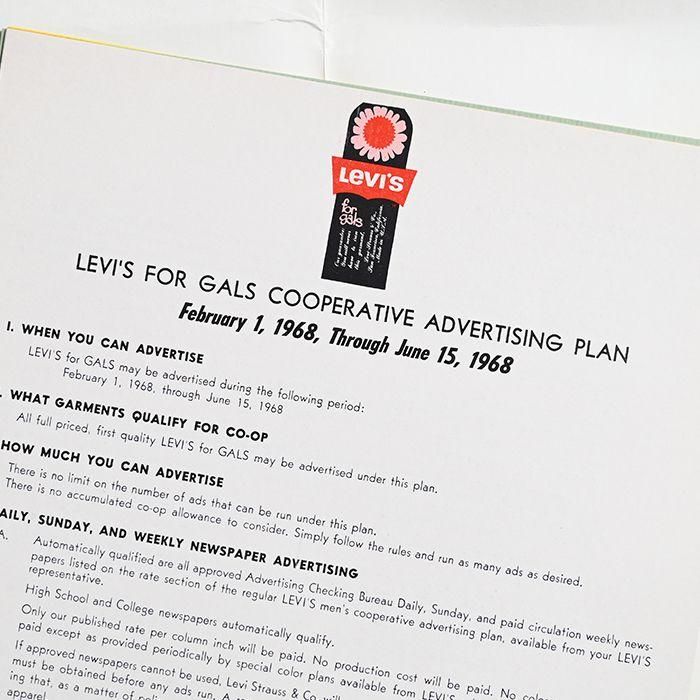 LEVI'S
for gals
LEVI'S FOR GALS COOPERATIVE ADVERTISING PLAN
February 1, 1968, Through June 15, 1968
I. WHEN YOU CAN ADVERTISE
LEVI'S for GALS may be advertised during the following period:
February 1, 1968, through June 15, 1968
. WHAT GARMENTS QUALIFY FOR CO-OP
All full priced, first quality LEVI'S for GALS may be advertised under this plan.
HOW MUCH YOU CAN ADVERTISE
There is no limit on the number of ads that can be run under this plan.
There is no accumulated co-op allowance to consider. Simply follow the rules and run as many ads as desired.
AILY, SUNDAY, AND WEEKLY NEWSPAPER ADVERTISING
A. Automatically qualified are all approved Advertising Checking Bureau Daily, Sunday, and paid circulation weekly news-
papers listed on the rate section of the regular LEVI'S men's cooperative advertising plan, available from your LEVI'S
representative.
High School and College newspapers automatically qualify.
Only our published rate per column inch will be paid. No production cost will be paid. No color
paid except as provided periodically by special color plans available from LEVI'S
If approved newspapers cannot be used, Levi Strauss & Co. will
must be obtained before any ads run.
ing that, as a matter of
apparel